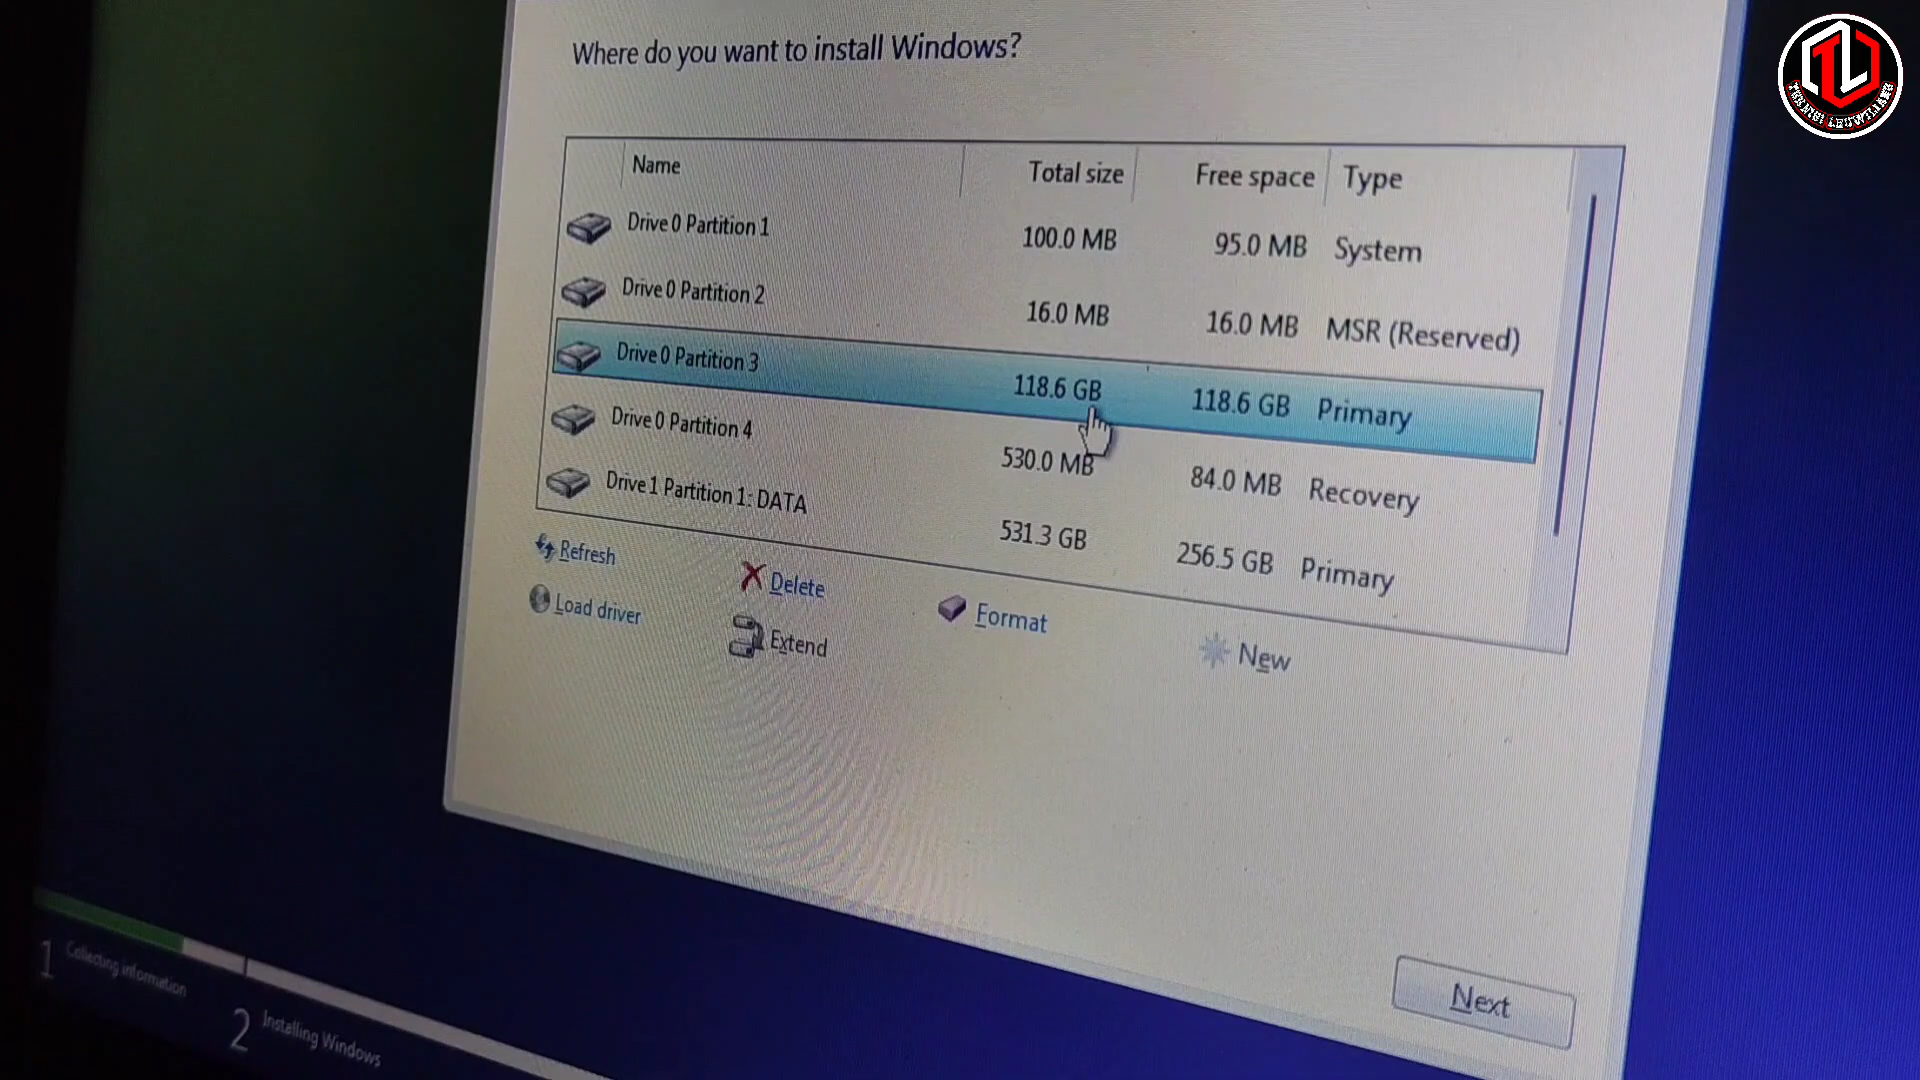 Where do you want to install Windows?
Name Total size Free space Type
Drive 0 Partition 1 100.0 MB 95.0 MB System
Drive 0 Partition 2 16.0 MB 16.0 MB MSR (Reserved)
Drive 0 Partition 3 118.6 GB 118.6 GB Primary
Drive 0 Partition 4 530.0 MB 84.0 MB Recovery
Drive 1 Partition 1: DATA 531.3 GB 256.5 GB Primary
Refresh Delete Format New
Load driver Extend
Next
1 Collecting information
2 Installing Windows
TEKNISI LEUWILIANG